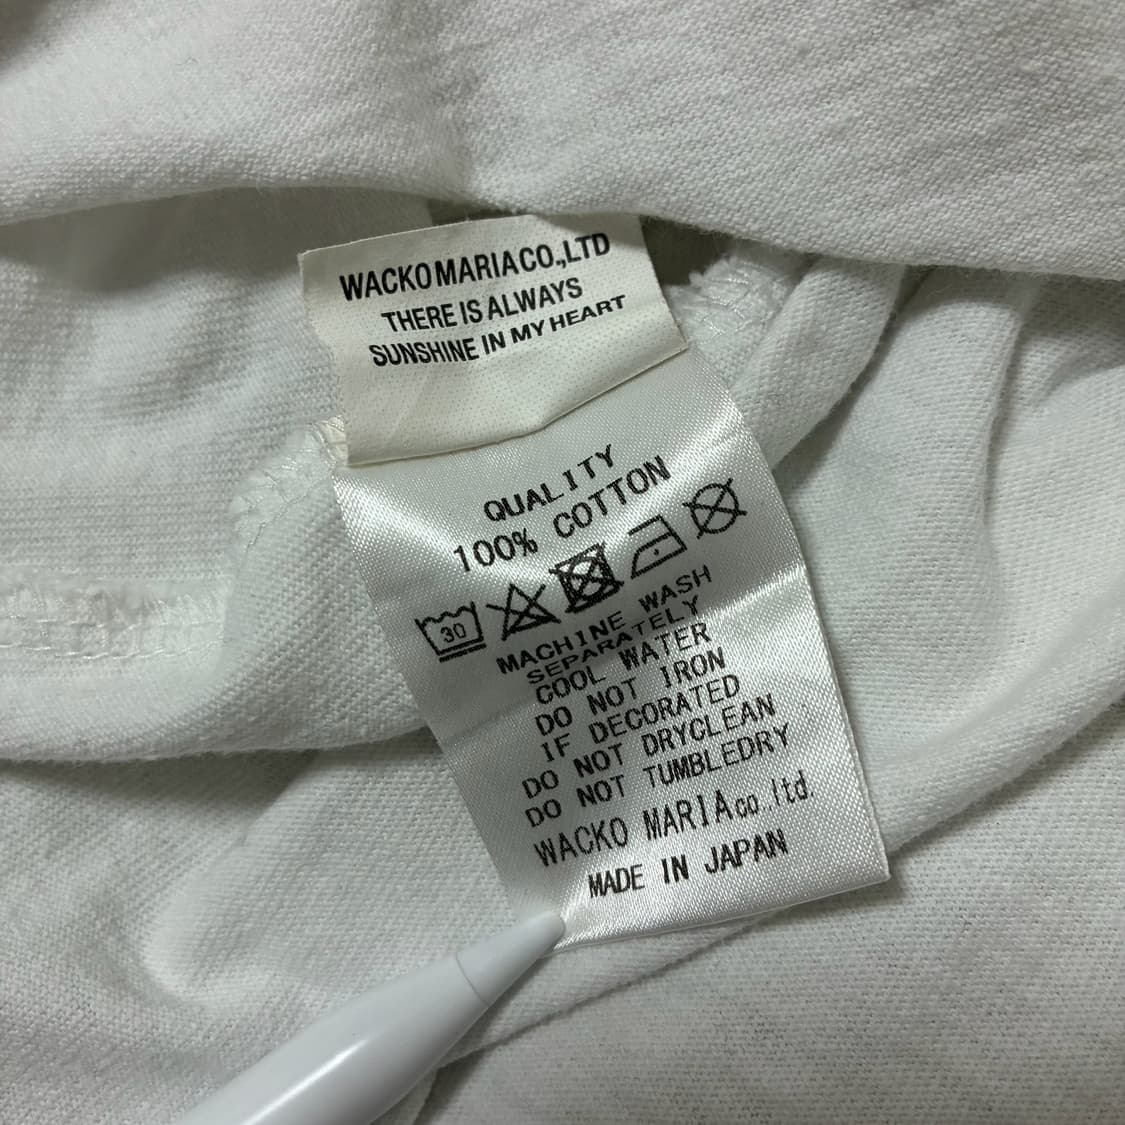 WACKO MARIA CO.,LTD
THERE IS ALWAYS
SUNSHINE IN MY HEART
QUALITY
100% COTTON
30
MACHINE WASH
SEPARATELY
COOL WATER
DO NOT IRON
IF DECORATED
DO NOT DRYCLEAN
DO NOT TUMBLEDRY
WACKO MARIA co.ltd.
MADE IN JAPAN